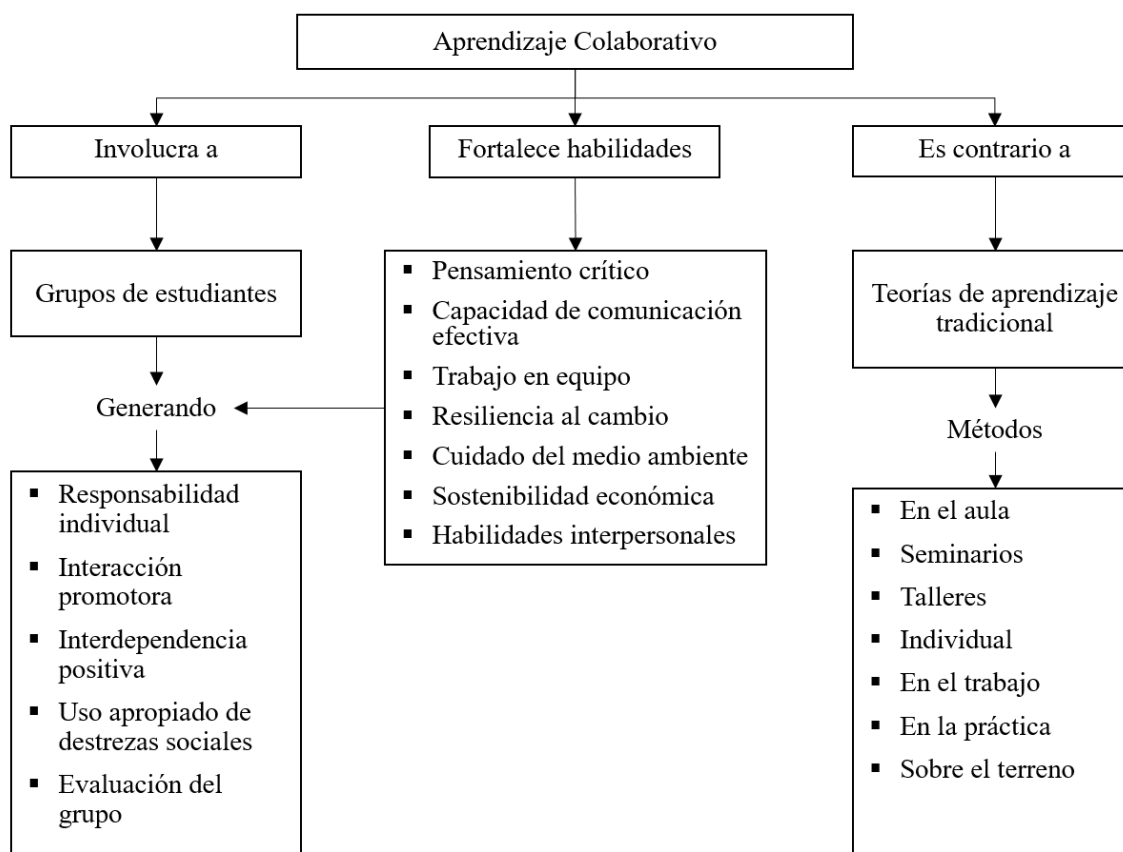 Aprendizaje Colaborativo
Involucra a
Fortalece habilidades
Es contrario a
Grupos de estudiantes
Generando
▪ Responsabilidad
individual
▪ Interacción
promotora
▪ Interdependencia
positiva
▪ Uso apropiado de
destrezas sociales
▪ Evaluación del
grupo
▪ Pensamiento crítico
▪ Capacidad de comunicación
efectiva
▪ Trabajo en equipo
▪ Resiliencia al cambio
▪ Cuidado del medio ambiente
▪ Sostenibilidad económica
▪ Habilidades interpersonales
Teorías de aprendizaje
tradicional
Métodos
▪ En el aula
▪ Seminarios
▪ Talleres
▪ Individual
▪ En el trabajo
▪ En la práctica
▪ Sobre el terreno